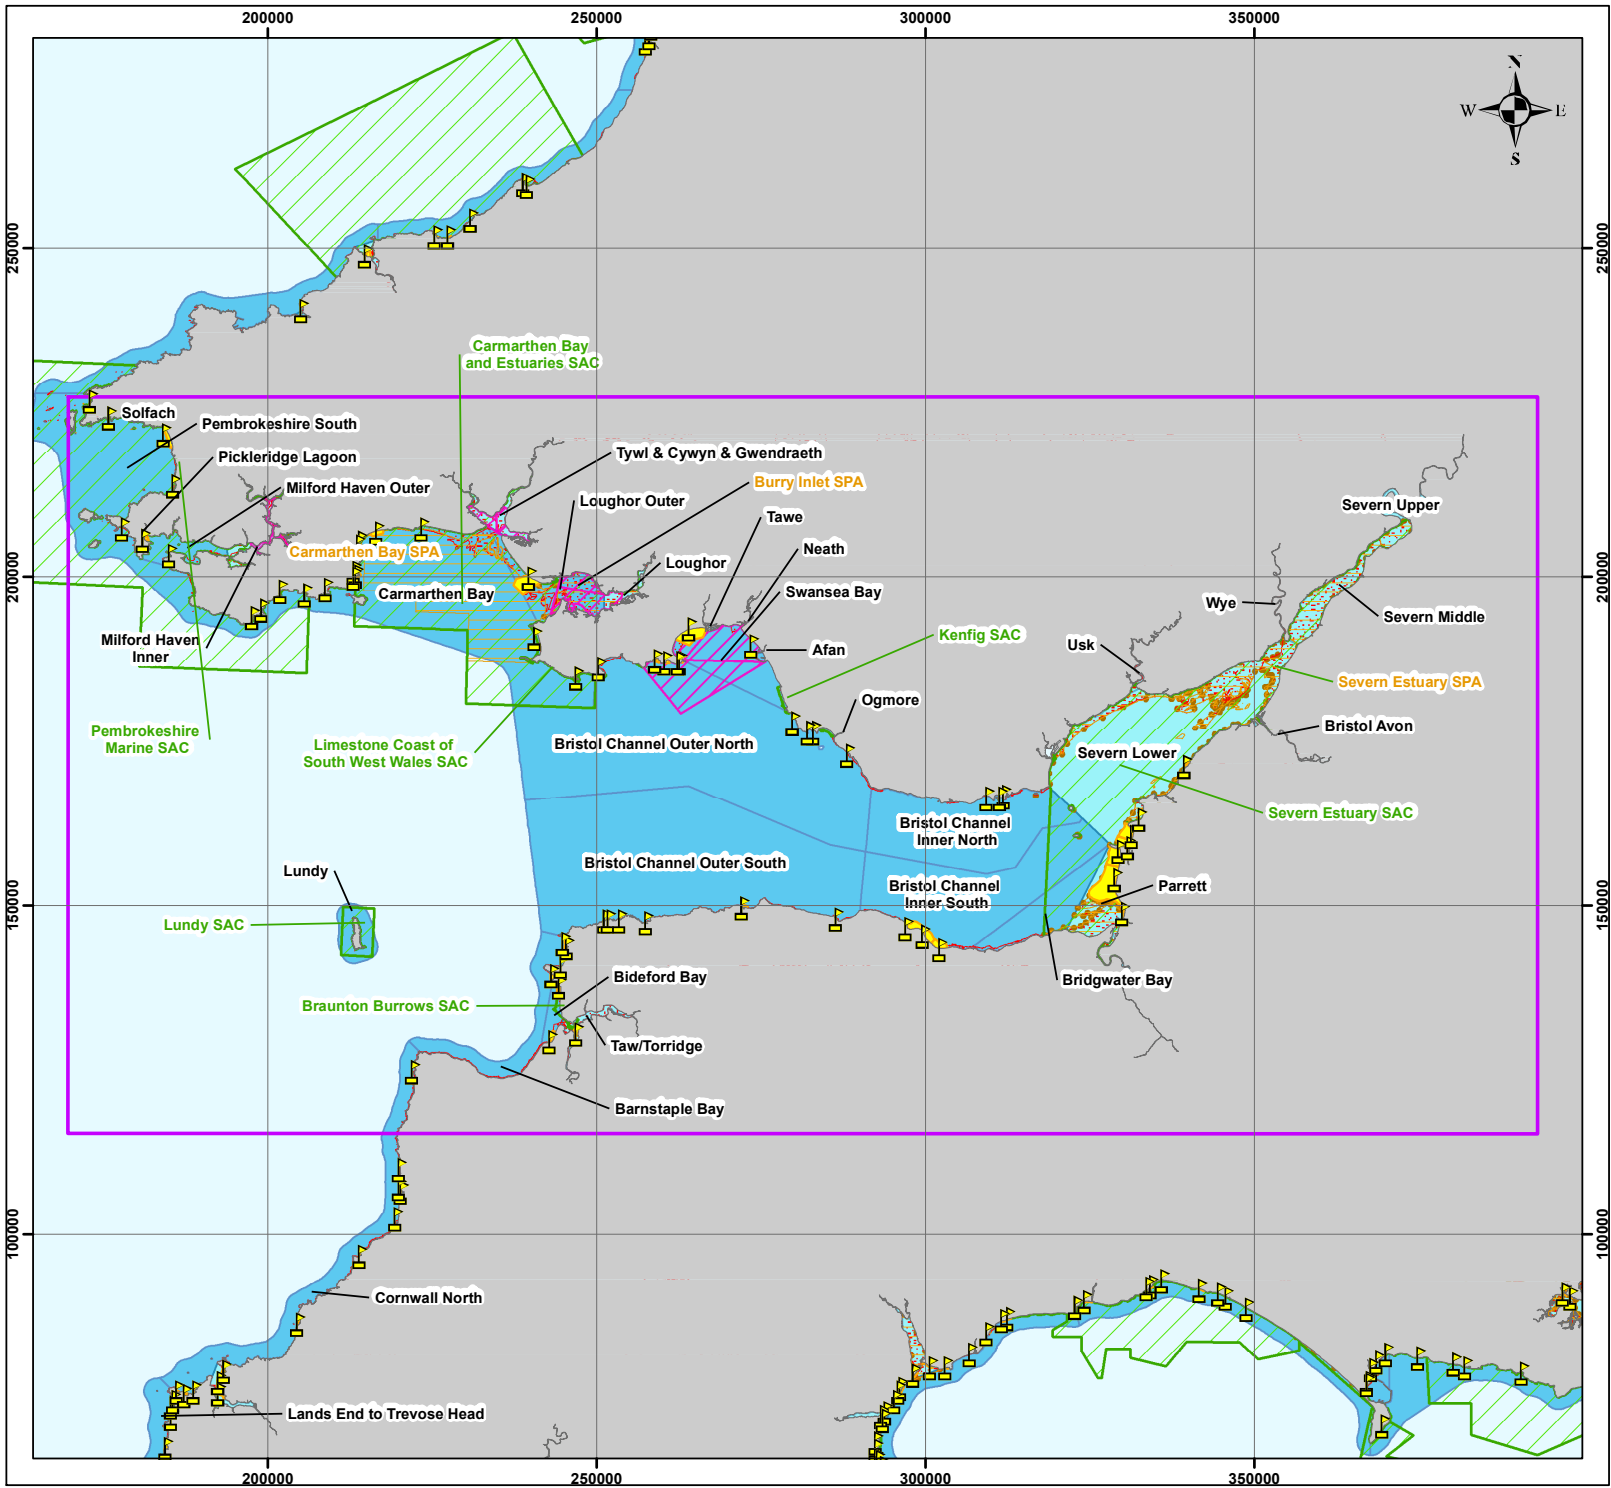 200000 250000 300000 350000
N
W E
S
250000 250000
Carmarthen Bay
and Estuaries SAC
Solfach
Pembrokeshire South
Pickleridge Lagoon
Milford Haven Outer
Tywl & Cywyn & Gwendraeth
Burry Inlet SPA
Loughor Outer
Tawe
Severn Upper
Neath
Carmarthen Bay SPA
Loughor
200000 200000
Swansea Bay
Carmarthen Bay
Wye
Severn Middle
Kenfig SAC
Milford Haven
Inner
Usk
Afan
Severn Estuary SPA
Ogmore
Bristol Avon
Pembrokeshire
Marine SAC
Limestone Coast of
South West Wales SAC
Bristol Channel Outer North
Severn Lower
Severn Estuary SAC
Bristol Channel
Inner North
Bristol Channel Outer South
Lundy
Bristol Channel
Inner South
Parrett
150000 150000
Lundy SAC
Bideford Bay
Bridgwater Bay
Braunton Burrows SAC
Taw/Torridge
Barnstaple Bay
100000 100000
Cornwall North
Lands End to Trevose Head
200000 250000 300000 350000